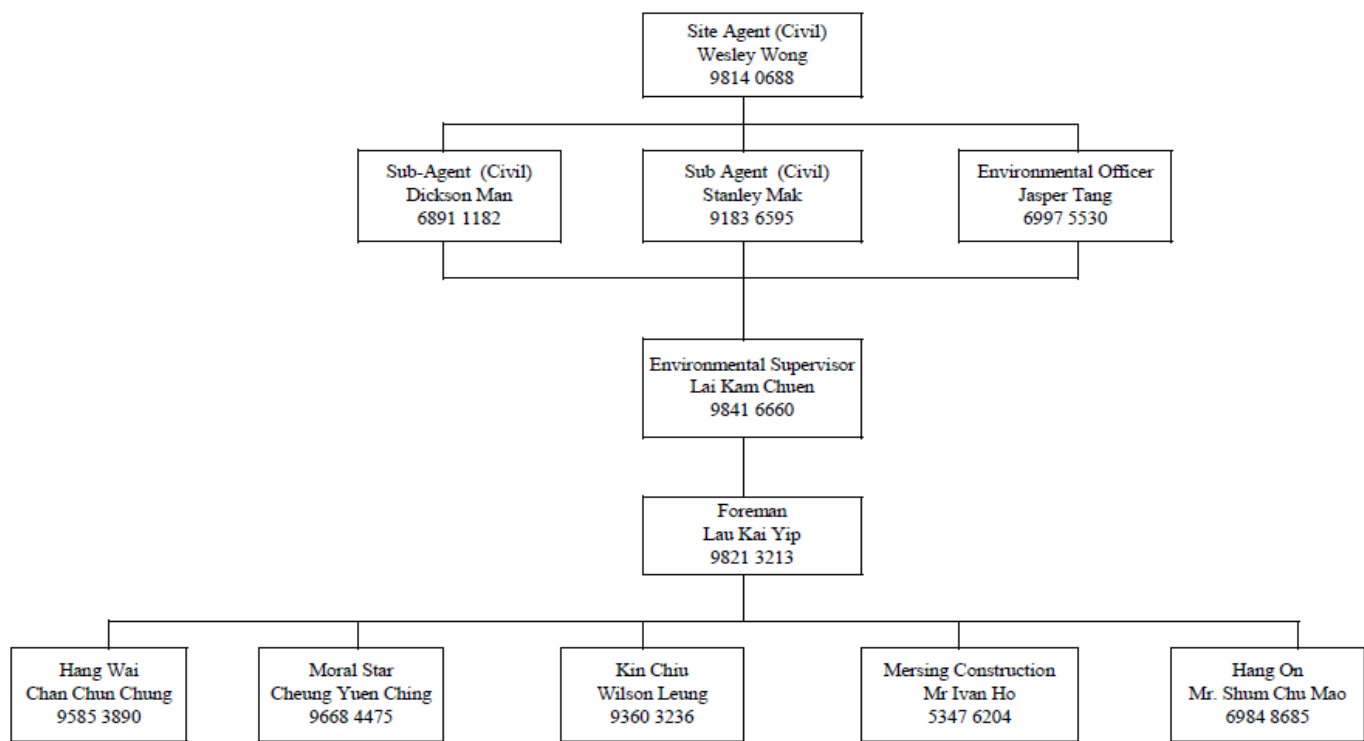 Site Agent (Civil)
Wesley Wong
9814 0688
Sub-Agent (Civil)
Dickson Man
6891 1182
Sub Agent (Civil)
Stanley Mak
9183 6595
Environmental Officer
Jasper Tang
6997 5530
Environmental Supervisor
Lai Kam Chuen
9841 6660
Foreman
Lau Kai Yip
9821 3213
Hang Wai
Chan Chun Chung
9585 3890
Moral Star
Cheung Yuen Ching
9668 4475
Kin Chiu
Wilson Leung
9360 3236
Mersing Construction
Mr Ivan Ho
5347 6204
Hang On
Mr. Shum Chu Mao
6984 8685